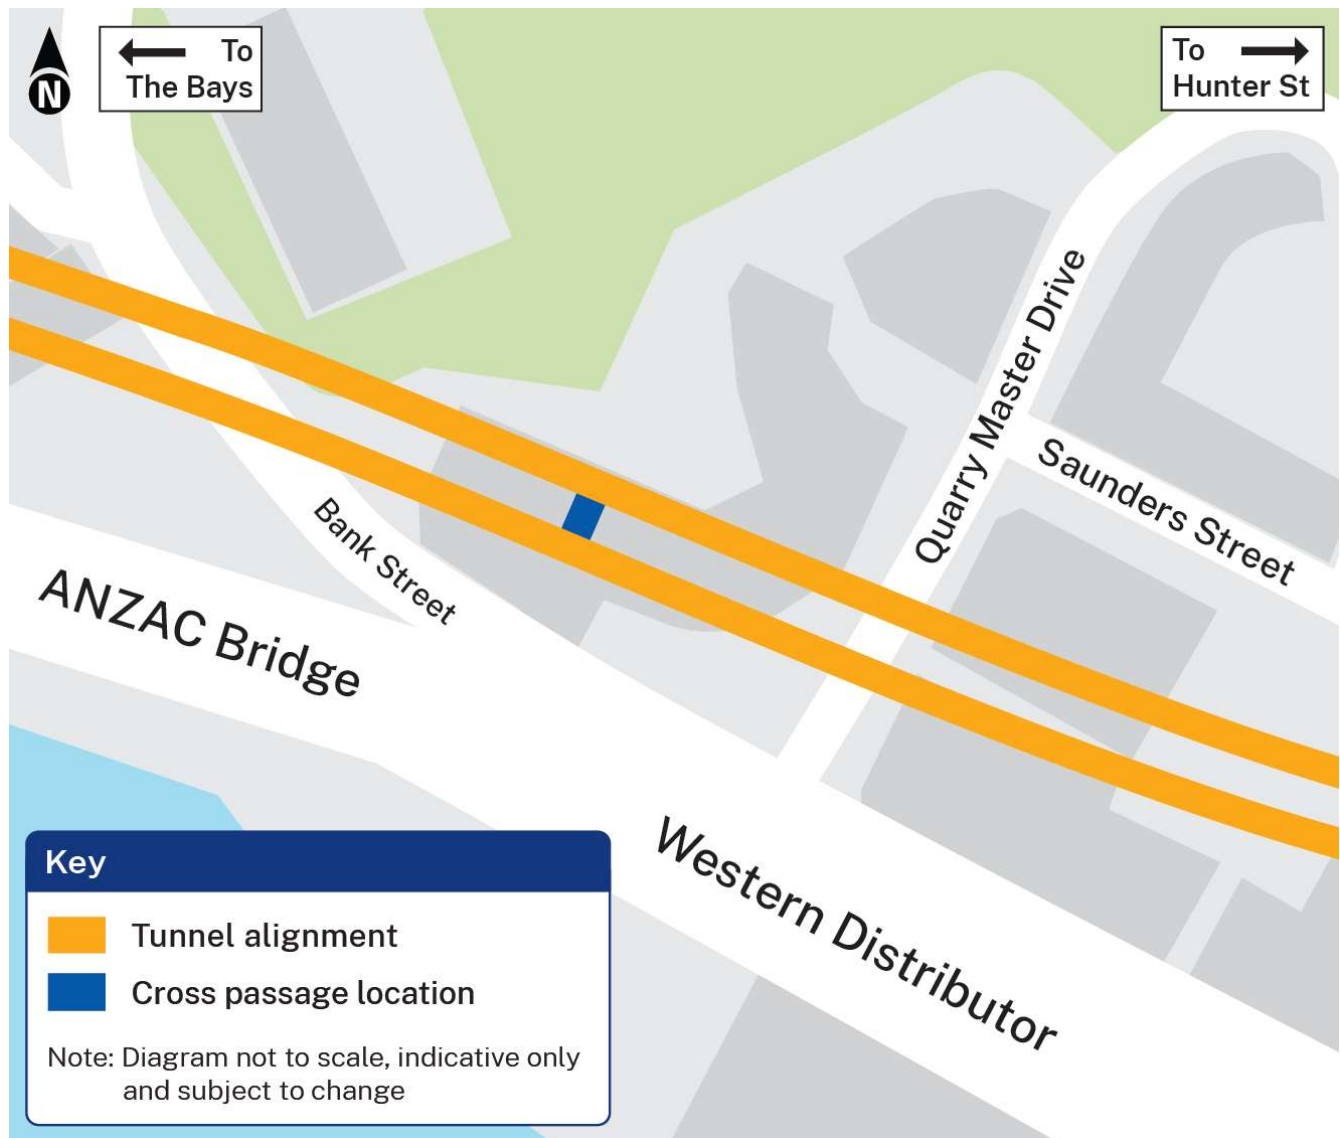 N
To
The Bays
To
Hunter St
Quarry Master Drive
Saunders Street
Bank Street
ANZAC Bridge
Western Distributor
Key
Tunnel alignment
Cross passage location
Note: Diagram not to scale, indicative only
and subject to change